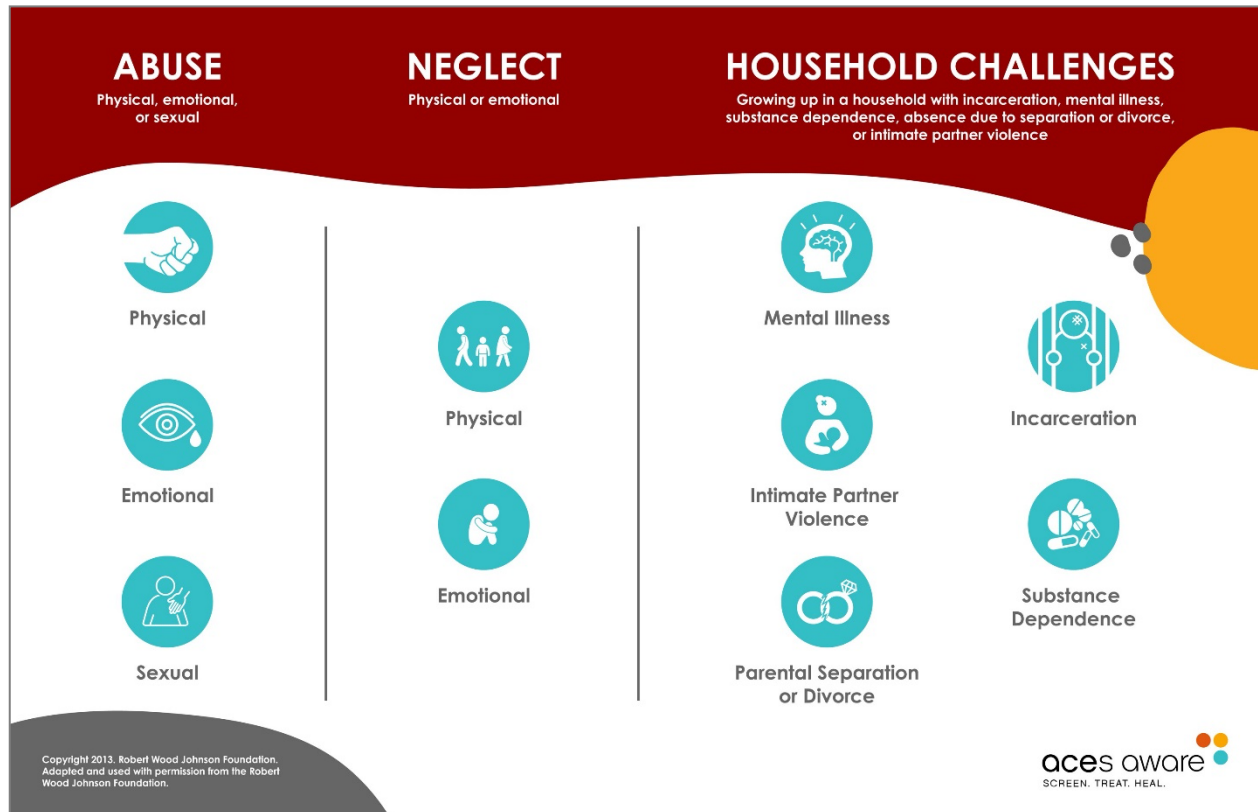 ABUSE
Physical, emotional,
or sexual
NEGLECT
Physical or emotional
HOUSEHOLD CHALLENGES
Growing up in a household with incarceration, mental illness,
substance dependence, absence due to separation or divorce,
or intimate partner violence
Physical
Emotional
Sexual
Physical
Emotional
Mental Illness
Intimate Partner
Violence
Parental Separation
or Divorce
Incarceration
Substance
Dependence
Copyright 2013. Robert Wood Johnson Foundation.
Adapted and used with permission from the Robert
Wood Johnson Foundation.
aces aware
SCREEN. TREAT. HEAL.